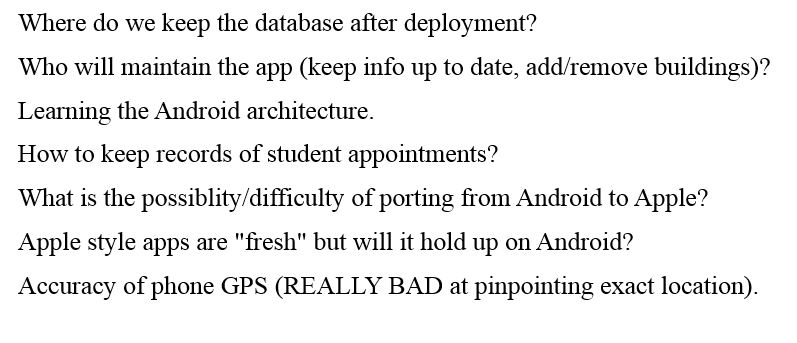 Where do we keep the database after deployment?
Who will maintain the app (keep info up to date, add/remove buildings)?
Learning the Android architecture.
How to keep records of student appointments?
What is the possiblity/difficulty of porting from Android to Apple?
Apple style apps are "fresh" but will it hold up on Android?
Accuracy of phone GPS (REALLY BAD at pinpointing exact location).